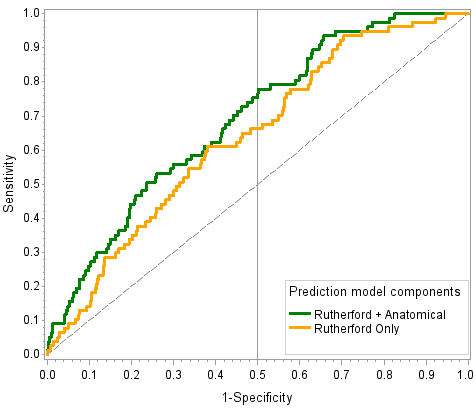 1.0
0.9
0.8
0.7
0.6
0.5
0.4
0.3
0.2
0.1
0.0
Sensitivity
Prediction model components
Rutherford + Anatomical
Rutherford Only
0.0 0.1 0.2 0.3 0.4 0.5 0.6 0.7 0.8 0.9 1.0
1-Specificity